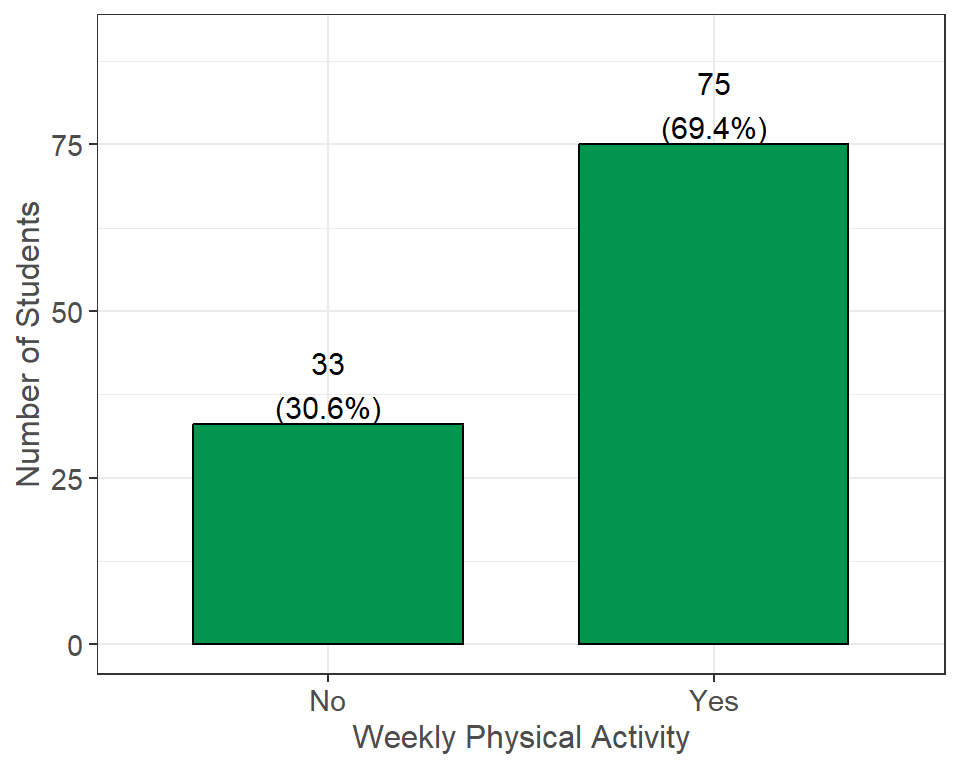 75
(69.4%)
33
(30.6%)
75
50
25
0
Number of Students
No
Yes
Weekly Physical Activity